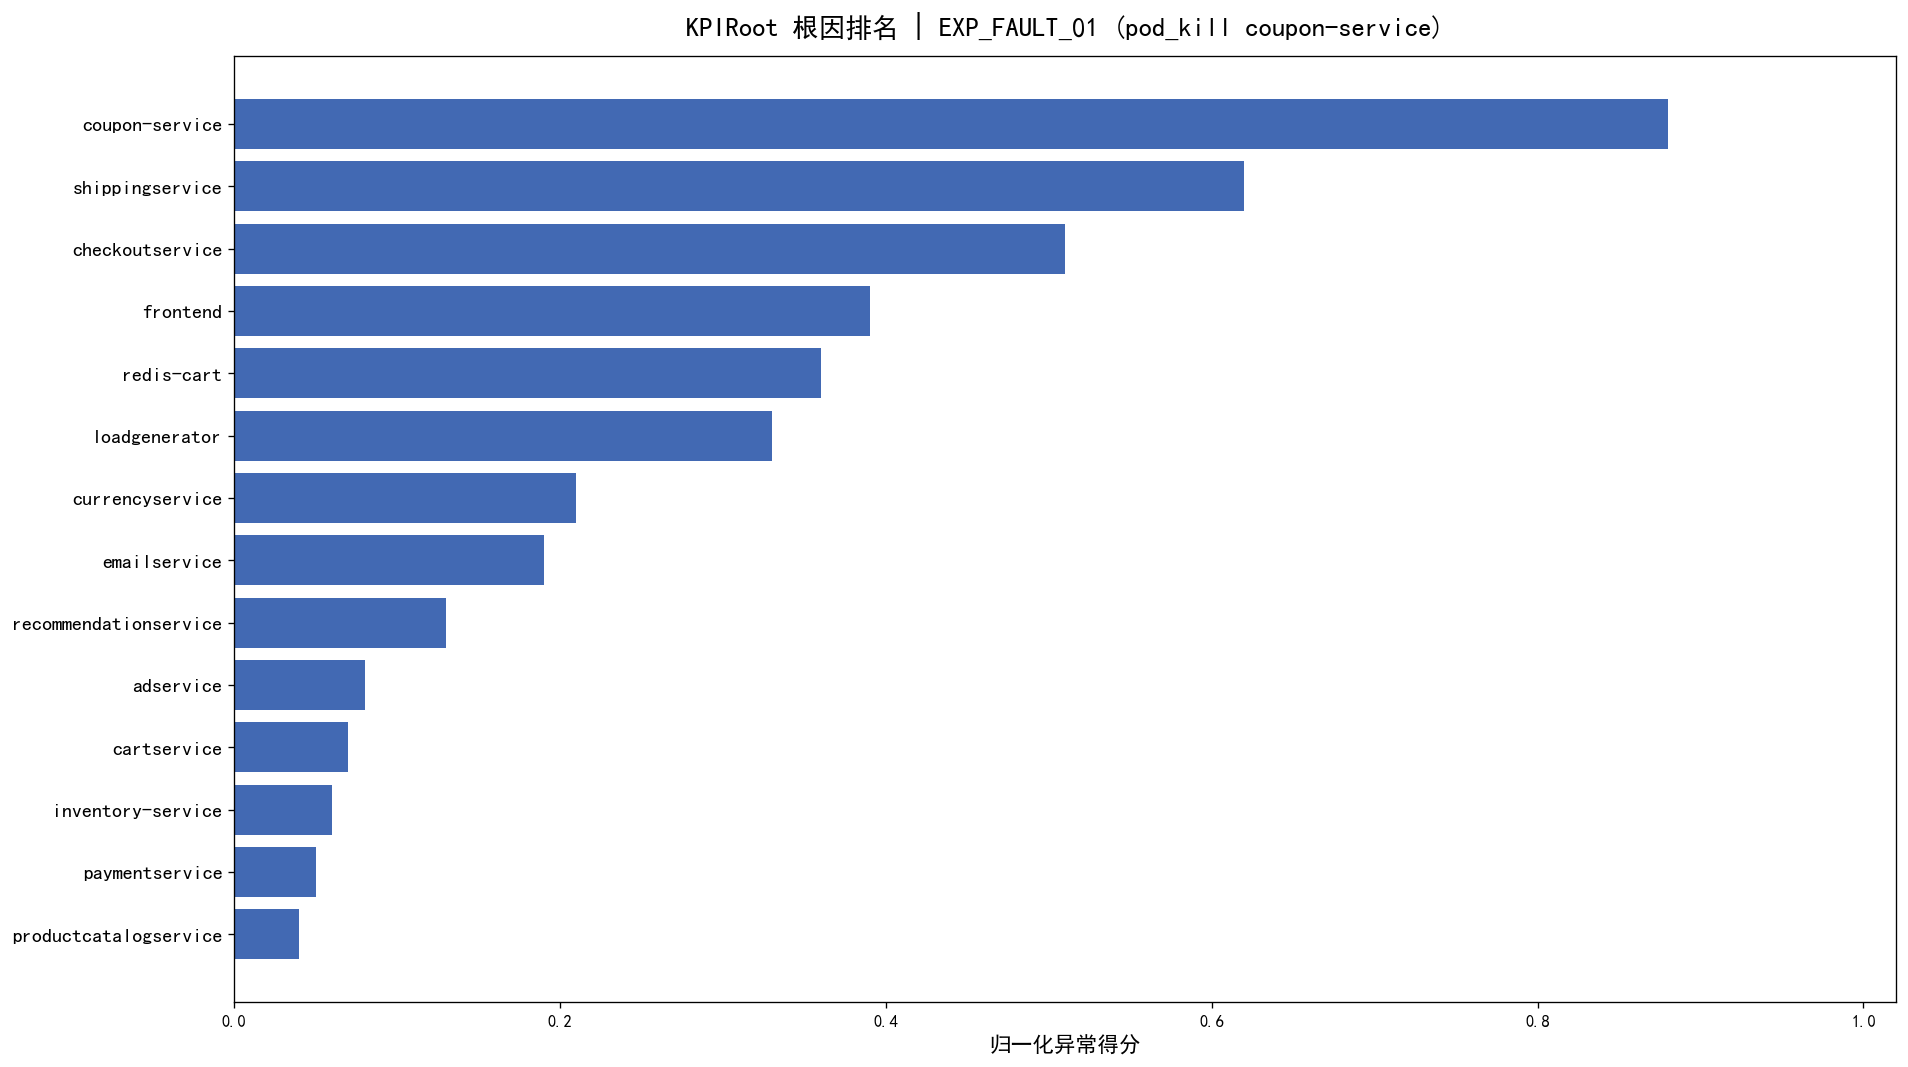 KPIRoot 根因排名 | EXP_FAULT_01 (pod_kill coupon-service)
coupon-service
shippingservice
checkoutservice
frontend
redis-cart
loadgenerator
currencyservice
emailservice
recommendationservice
adservice
cartservice
inventory-service
paymentservice
productcatalogservice
0.0 0.2 0.4 0.6 0.8 1.0
归一化异常得分